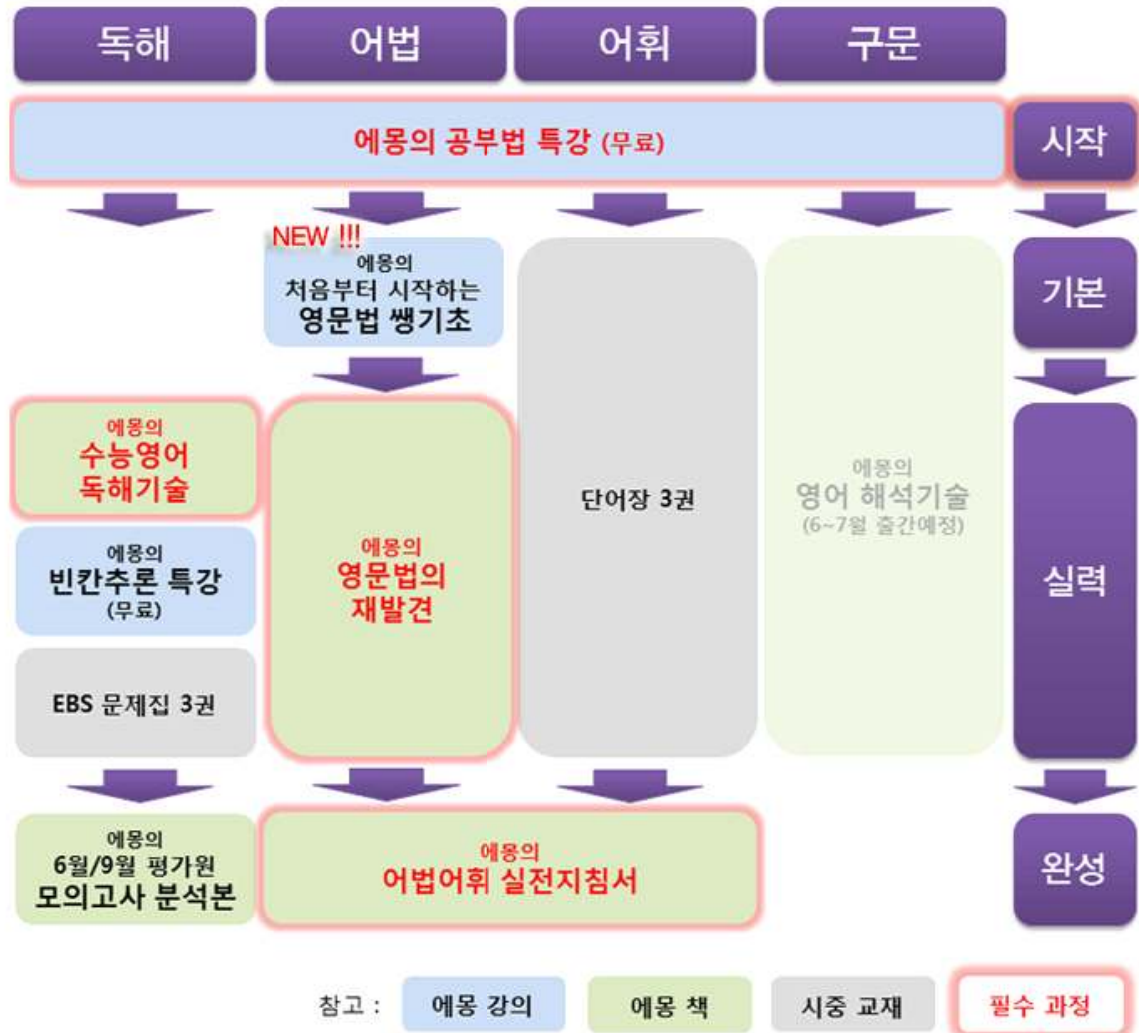 독해 어법 어휘 구문
에몽의 공부법 특강 (무료)
시작
NEW !!!
에몽의
처음부터 시작하는
영문법 쌩기초
기본
에몽의
수능영어
독해기술
에몽의
빈칸추론 특강
(무료)
EBS 문제집 3권
에몽의
영문법의
재발견
단어장 3권
에몽의
영어 해석기술
(6~7월 출간예정)
실력
에몽의
6월/9월 평가원
모의고사 분석본
에몽의
어법어휘 실전지침서
완성
참고 : 에몽 강의 에몽 책 시중 교재 필수 과정